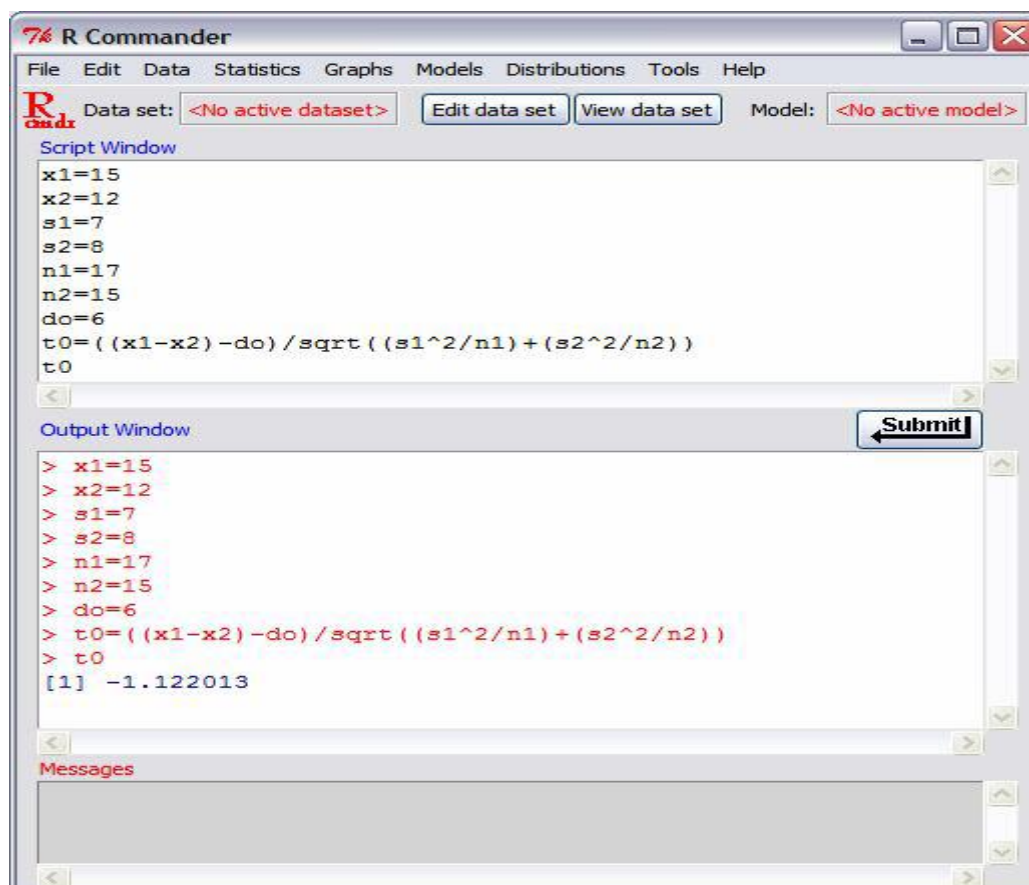 R Commander
File Edit Data Statistics Graphs Models Distributions Tools Help
R cmdr Data set: <No active dataset> Edit data set View data set Model: <No active model>
Script Window
x1=15
x2=12
s1=7
s2=8
n1=17
n2=15
do=6
t0=((x1-x2)-do)/sqrt((s1^2/n1)+(s2^2/n2))
t0
Output Window Submit
> x1=15
> x2=12
> s1=7
> s2=8
> n1=17
> n2=15
> do=6
> t0=((x1-x2)-do)/sqrt((s1^2/n1)+(s2^2/n2))
> t0
[1] -1.122013
Messages